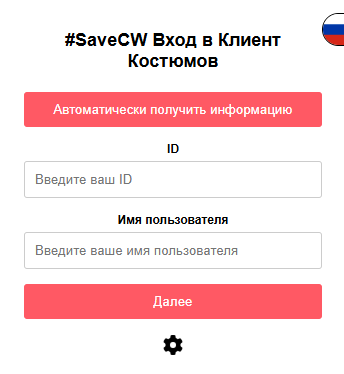 #SaveCW Вход в Клиент
Костюмов
Автоматически получить информацию
ID
Введите ваш ID
Имя пользователя
Введите ваше имя пользователя
Далее